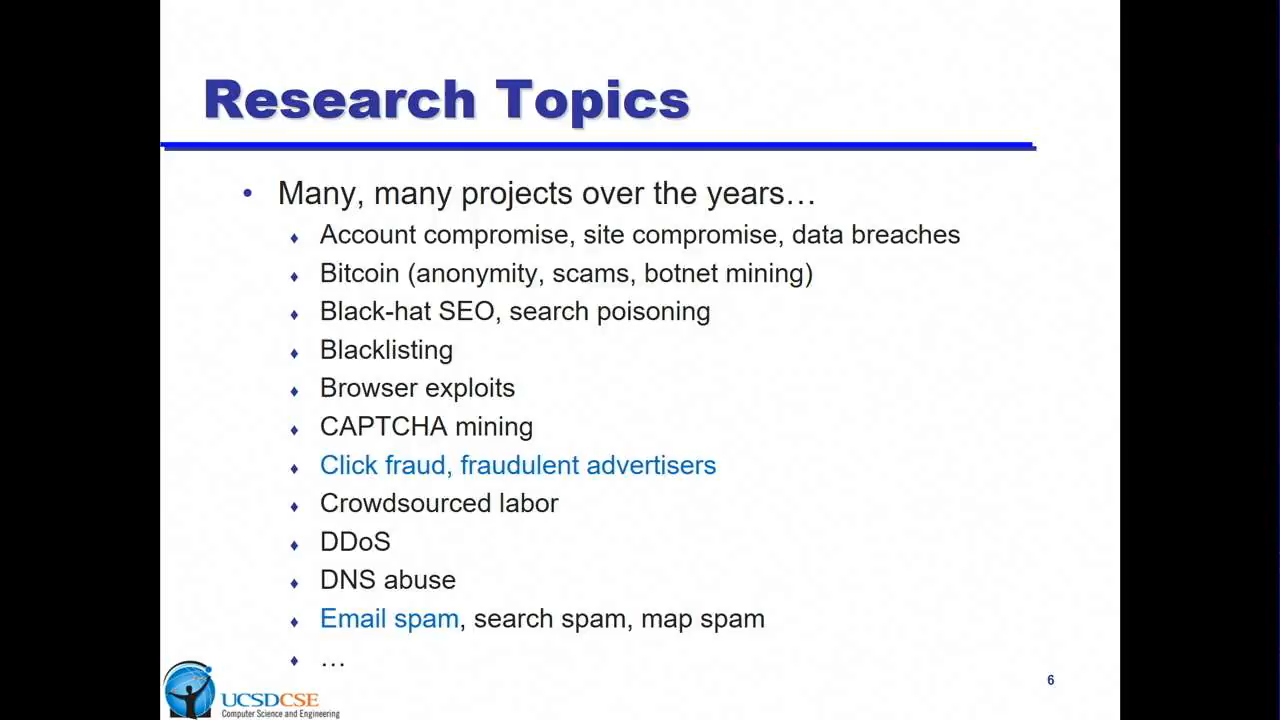 Research Topics
• Many, many projects over the years…
♦ Account compromise, site compromise, data breaches
♦ Bitcoin (anonymity, scams, botnet mining)
♦ Black-hat SEO, search poisoning
♦ Blacklisting
♦ Browser exploits
♦ CAPTCHA mining
♦ Click fraud, fraudulent advertisers
♦ Crowdsourced labor
♦ DDoS
♦ DNS abuse
♦ Email spam, search spam, map spam
♦ …
UCSDCSE
Computer Science and Engineering
6